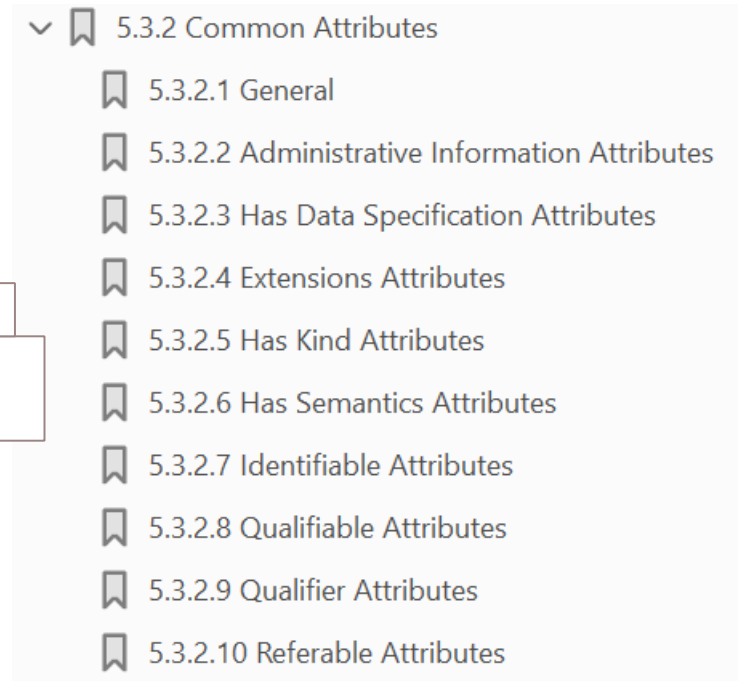 5.3.2 Common Attributes
5.3.2.1 General
5.3.2.2 Administrative Information Attributes
5.3.2.3 Has Data Specification Attributes
5.3.2.4 Extensions Attributes
5.3.2.5 Has Kind Attributes
5.3.2.6 Has Semantics Attributes
5.3.2.7 Identifiable Attributes
5.3.2.8 Qualifiable Attributes
5.3.2.9 Qualifier Attributes
5.3.2.10 Referable Attributes